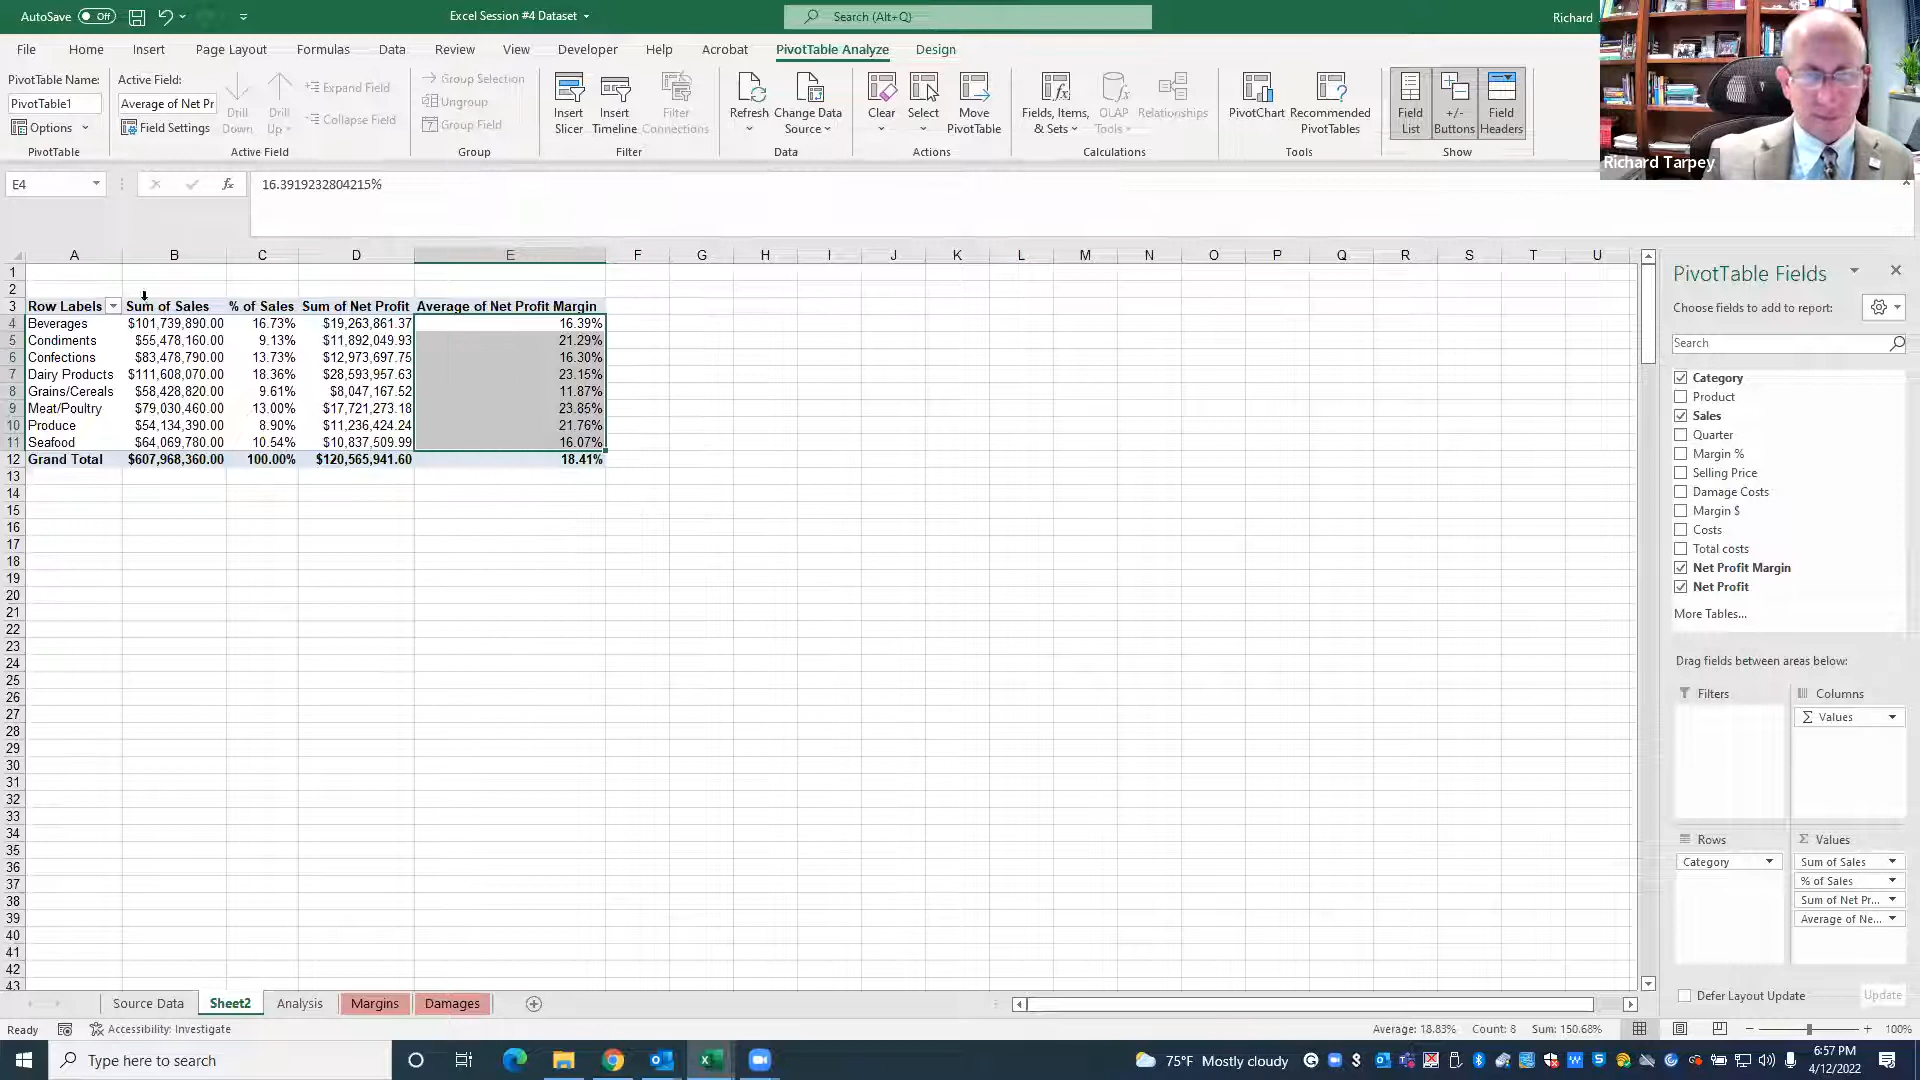 AutoSave Off
Excel Session #4 Dataset
Search (Alt+Q)
Richard
File Home Insert Page Layout Formulas Data Review View Developer Help Acrobat PivotTable Analyze Design
PivotTable Name:
PivotTable1
Options
PivotTable
Active Field:
Average of Net Pr
Field Settings
Drill Down
Drill Up
Expand Field
Collapse Field
Active Field
Group Selection
Ungroup
Group Field
Group
Insert Slicer
Insert Timeline
Filter Connections
Filter
Refresh
Change Data Source
Data
Clear
Select
Move PivotTable
Actions
Fields, Items, & Sets
OLAP Tools
Relationships
Calculations
PivotChart
Recommended PivotTables
Tools
Field List
+/- Buttons
Field Headers
Show
Richard Tarpey
E4
fx
16.3919232804215%
A B C D E F G H I J K L M N O P Q R S T U
1
2
3 Row Labels Sum of Sales % of Sales Sum of Net Profit Average of Net Profit Margin
4 Beverages $101,739,890.00 16.73% $19,263,861.37 16.39%
5 Condiments $55,478,160.00 9.13% $11,892,049.93 21.29%
6 Confections $83,478,790.00 13.73% $12,973,697.75 16.30%
7 Dairy Products $111,608,070.00 18.36% $28,593,957.63 23.15%
8 Grains/Cereals $58,428,820.00 9.61% $8,047,167.52 11.87%
9 Meat/Poultry $79,030,460.00 13.00% $17,721,273.18 23.85%
10 Produce $54,134,390.00 8.90% $11,236,424.24 21.76%
11 Seafood $64,069,780.00 10.54% $10,837,509.99 16.07%
12 Grand Total $607,968,360.00 100.00% $120,565,941.60 18.41%
13
14
15
16
17
18
19
20
21
22
23
24
25
26
27
28
29
30
31
32
33
34
35
36
37
38
39
40
41
42
43
PivotTable Fields
Choose fields to add to report:
Search
Category
Product
Sales
Quarter
Margin %
Selling Price
Damage Costs
Margin $
Costs
Total costs
Net Profit Margin
Net Profit
More Tables...
Drag fields between areas below:
Filters
Columns
Σ Values
Rows
Category
Σ Values
Sum of Sales
% of Sales
Sum of Net Pr...
Average of Ne...
Defer Layout Update
Update
Source Data Sheet2 Analysis Margins Damages
Ready
Accessibility: Investigate
Average: 18.83% Count: 8 Sum: 150.68%
100%
Type here to search
75°F Mostly cloudy
6:57 PM
4/12/2022